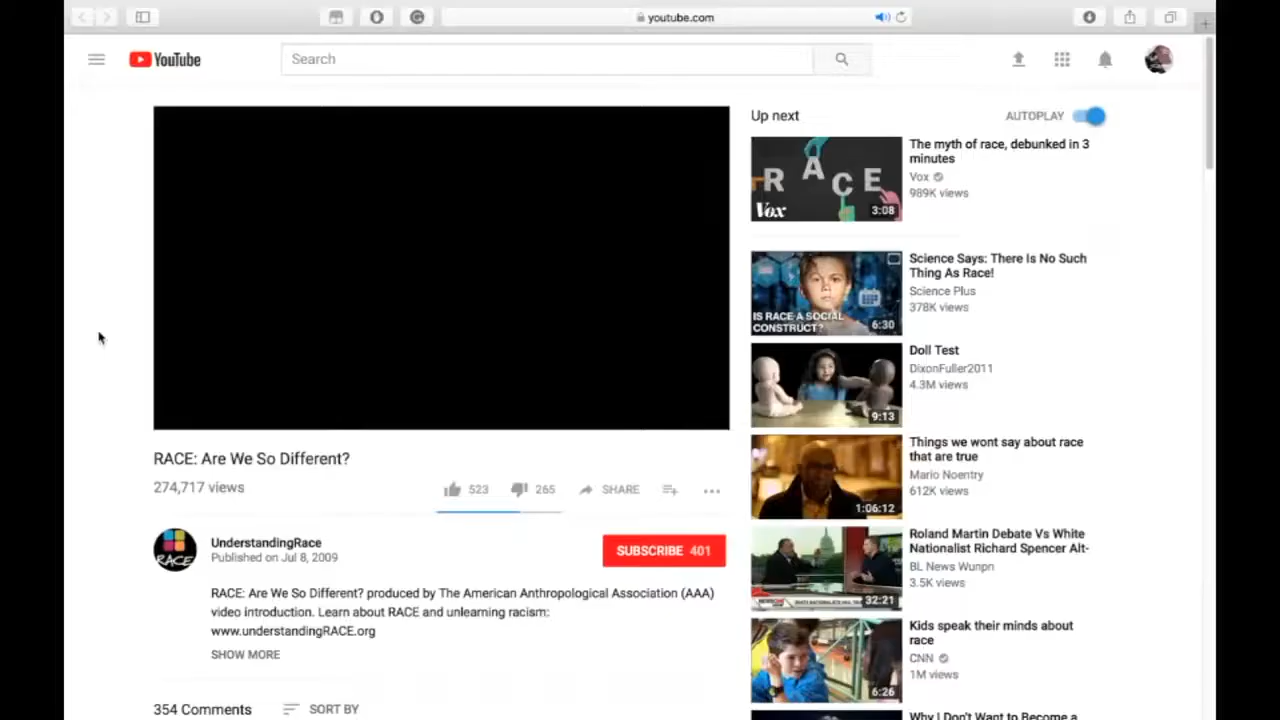 youtube.com
YouTube
Search
RACE: Are We So Different?
274,717 views
523
265
SHARE
UnderstandingRace
Published on Jul 8, 2009
SUBSCRIBE 401
RACE: Are We So Different? produced by The American Anthropological Association (AAA)
video introduction. Learn about RACE and unlearning racism:
www.understandingRACE.org
SHOW MORE
354 Comments
SORT BY
RACE
Up next
AUTOPLAY
RACE
Vox
3:08
The myth of race, debunked in 3
minutes
Vox
989K views
IS RACE A SOCIAL
CONSTRUCT?
6:30
Science Says: There Is No Such
Thing As Race!
Science Plus
378K views
9:13
Doll Test
DixonFuller2011
4.3M views
1:06:12
Things we wont say about race
that are true
Mario Noentry
612K views
32:21
Roland Martin Debate Vs White
Nationalist Richard Spencer Alt-
BL News Wunpn
3.5K views
6:26
Kids speak their minds about
race
CNN
1M views
Why I Don't Want to Become a